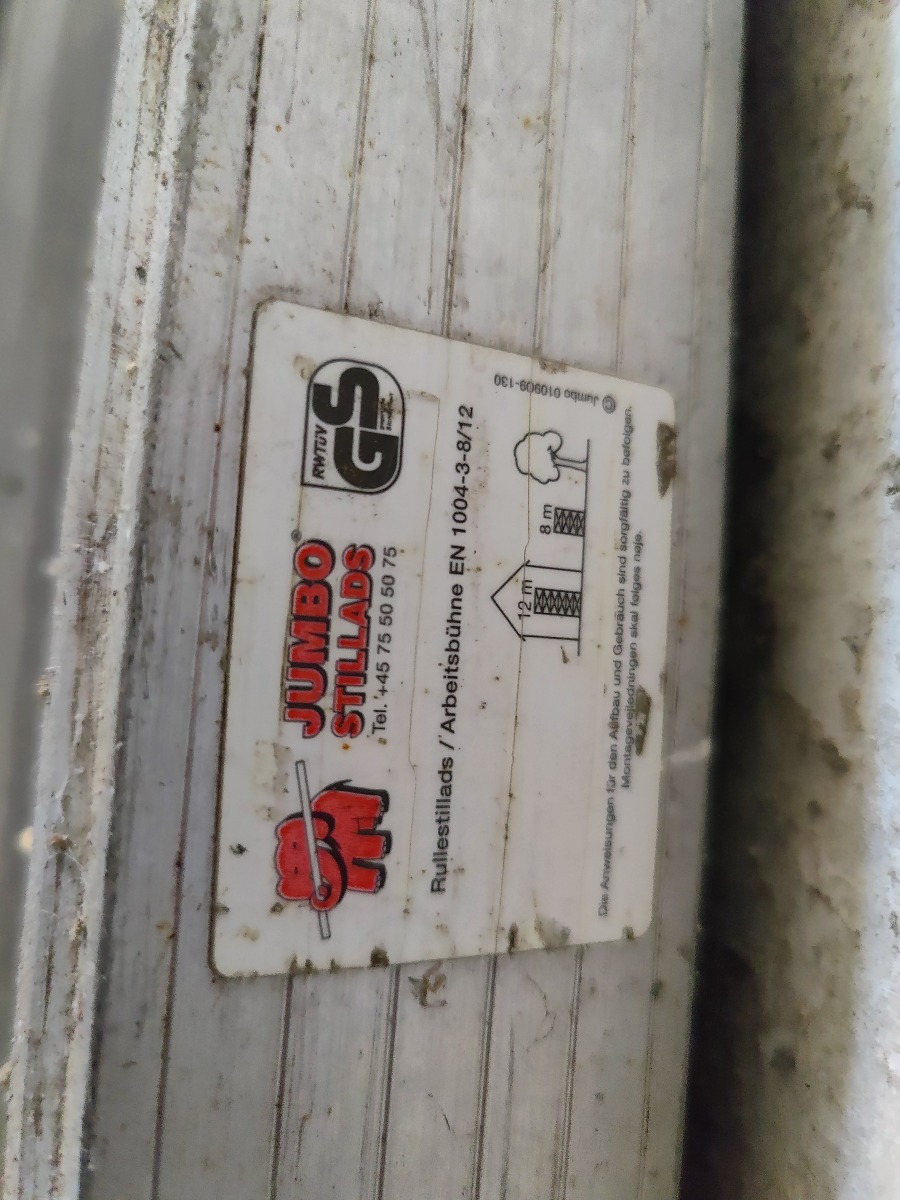 JUMBO®
STILLADS
Tel. +45 75 50 50 75
RWTÜV
GS
Rullestillads / Arbeitsbühne EN 1004-3-8/12
12 m
8 m
© Jumbo 010909-130
Die Anweisungen für den Aufbau und Gebrauch sind sorgfältig zu befolgen.
Montagevejledningen skal følges nøje.